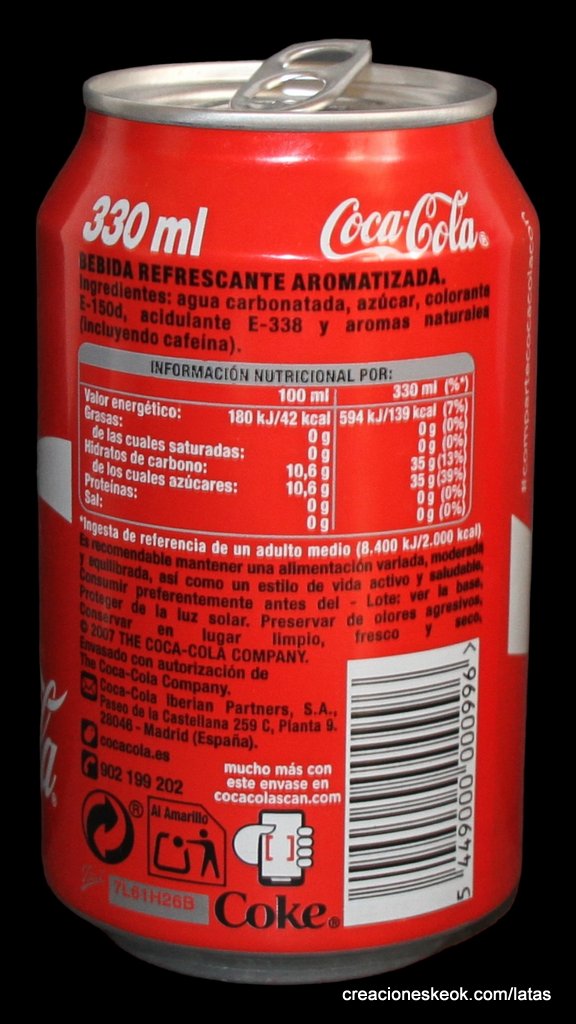 330 ml
Coca-Cola®
BEBIDA REFRESCANTE AROMATIZADA.
Ingredientes: agua carbonatada, azúcar, colorante
E-150d, acidulante E-338 y aromas naturales
(incluyendo cafeína).
INFORMACIÓN NUTRICIONAL POR:
100 ml 330 ml (%*)
Valor energético: 180 kJ/42 kcal 594 kJ/139 kcal (7%)
Grasas: 0 g 0 g (0%)
de las cuales saturadas: 0 g 0 g (0%)
Hidratos de carbono: 10,6 g 35 g (13%)
de los cuales azúcares: 10,6 g 35 g (39%)
Proteínas: 0 g 0 g (0%)
Sal: 0 g 0 g (0%)
*Ingesta de referencia de un adulto medio (8.400 kJ/2.000 kcal)
Es recomendable mantener una alimentación variada, moderada
y equilibrada, así como un estilo de vida activo y saludable.
Consumir preferentemente antes del - Lote: ver la base.
Proteger de la luz solar. Preservar de olores agresivos.
Conservar en lugar limpio, fresco y seco.
© 2007 THE COCA-COLA COMPANY.
Envasado con autorización de
The Coca-Cola Company.
Coca-Cola Iberian Partners, S.A.,
Paseo de la Castellana 259 C, Planta 9.
28046 - Madrid (España).
cocacola.es
902 199 202
mucho más con
este envase en
cocacolascan.com
®
Al Amarillo
7L61H26B
Coke®
5 449000 000996 >
#compartecocacola
creacioneskeok.com/latas